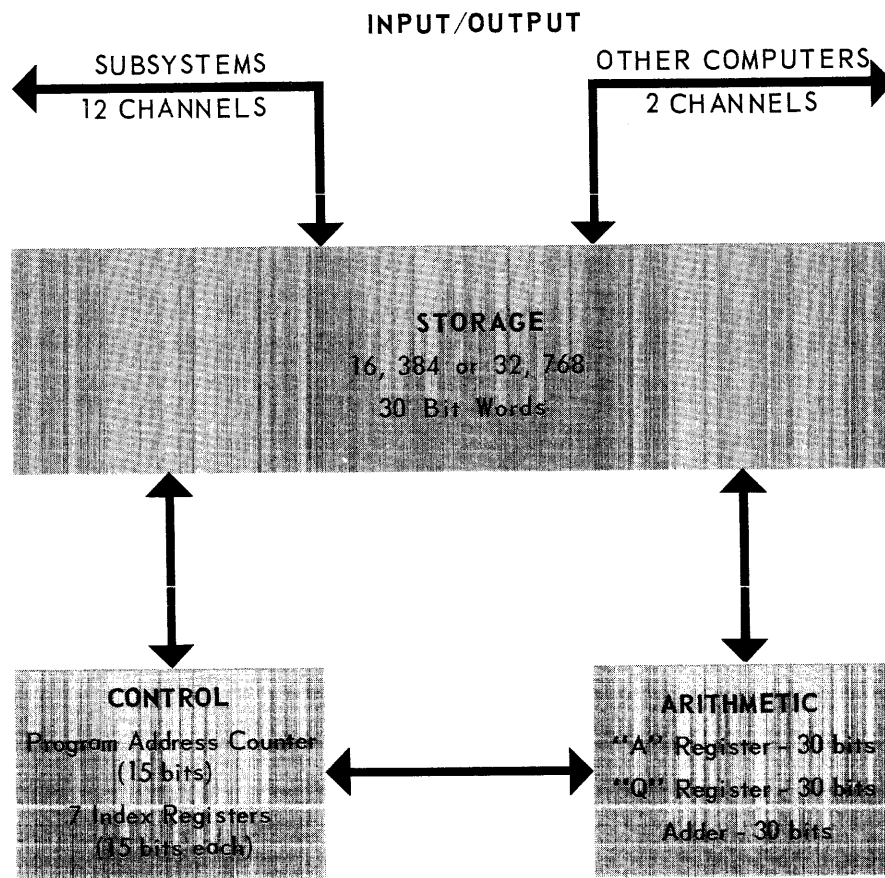 INPUT/OUTPUT
SUBSYSTEMS
12 CHANNELS
OTHER COMPUTERS
2 CHANNELS
STORAGE
16, 384 or 32, 768
30 Bit Words
CONTROL
Program Address Counter
(15 bits)
7 Index Registers
(15 bits each)
ARITHMETIC
"A" Register - 30 bits
"Q" Register - 30 bits
Adder - 30 bits